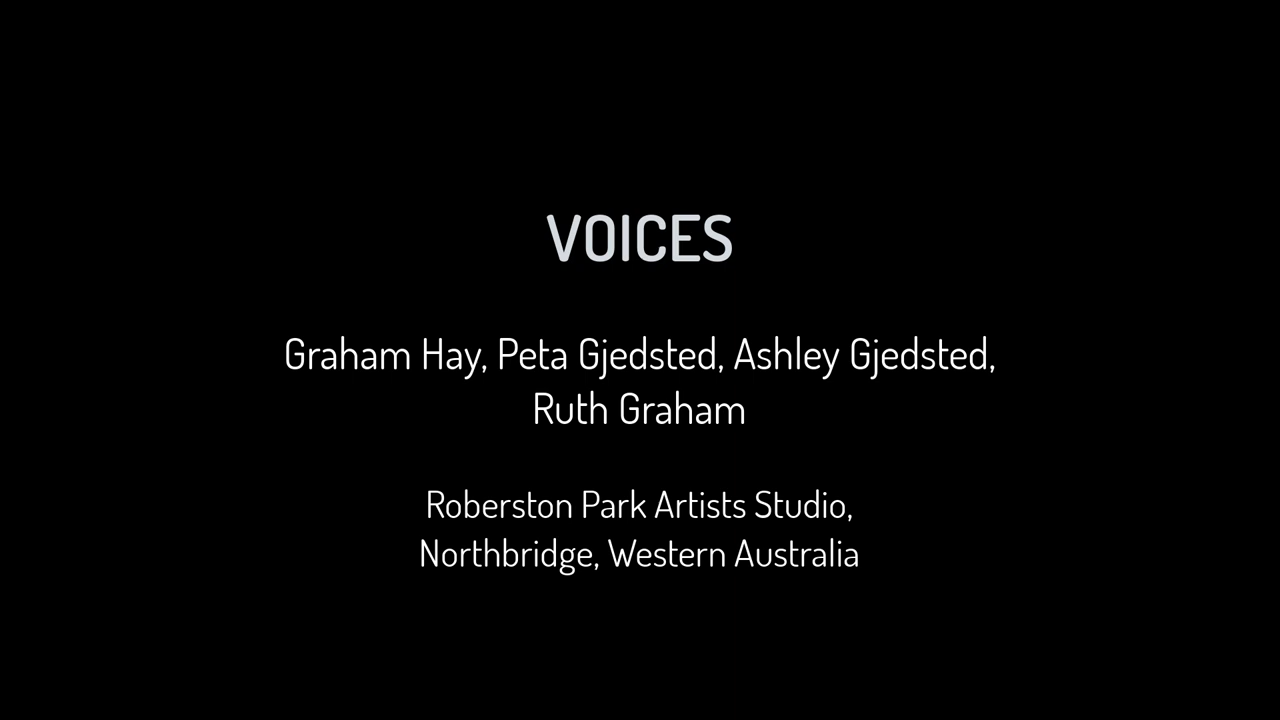 VOICES
Graham Hay, Peta Gjedsted, Ashley Gjedsted,
Ruth Graham
Roberston Park Artists Studio,
Northbridge, Western Australia